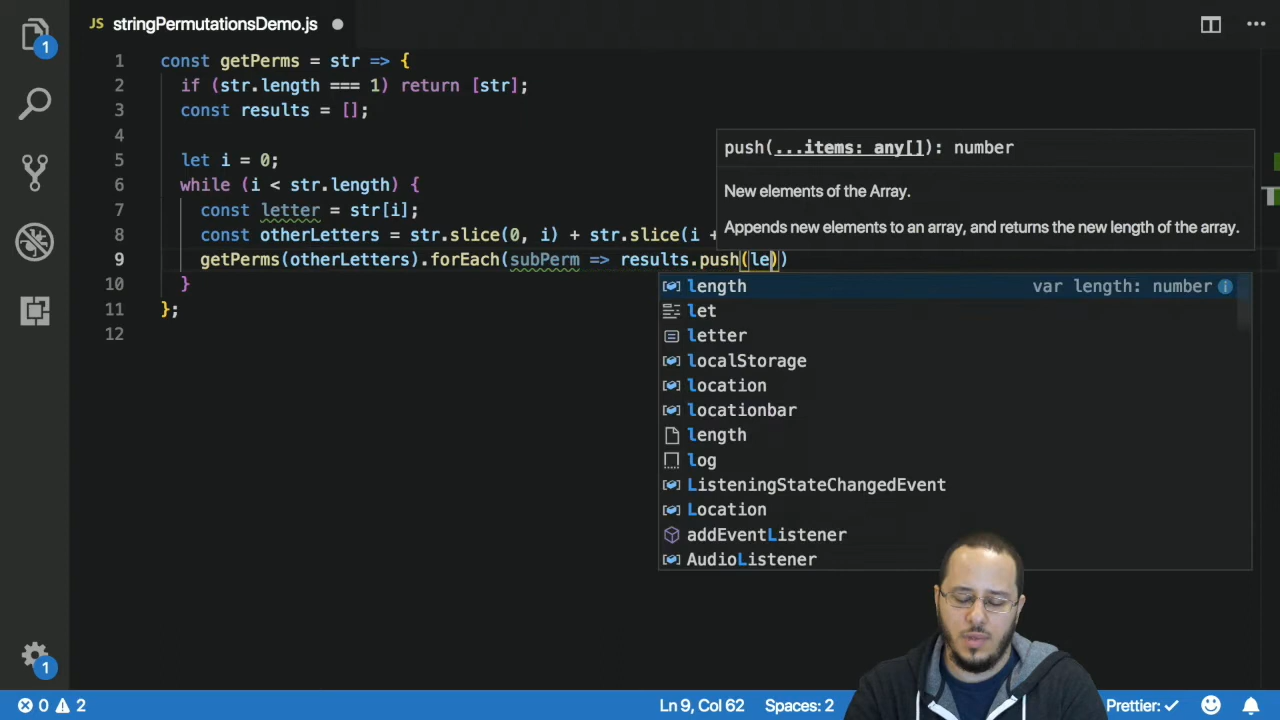 JS stringPermutationsDemo.js
1
1 const getPerms = str => {
2 if (str.length === 1) return [str];
3 const results = [];
4
5 let i = 0;
6 while (i < str.length) {
7 const letter = str[i];
8 const otherLetters = str.slice(0, i) + str.slice(i +
9 getPerms(otherLetters).forEach(subPerm => results.push(le))
10 }
11 };
12
push(...items: any[]): number
New elements of the Array.
Appends new elements to an array, and returns the new length of the array.
length var length: number
let
letter
localStorage
location
locationbar
length
log
ListeningStateChangedEvent
Location
addEventListener
AudioListener
1
0 2 Ln 9, Col 62 Spaces: 2 Prettier: ✓